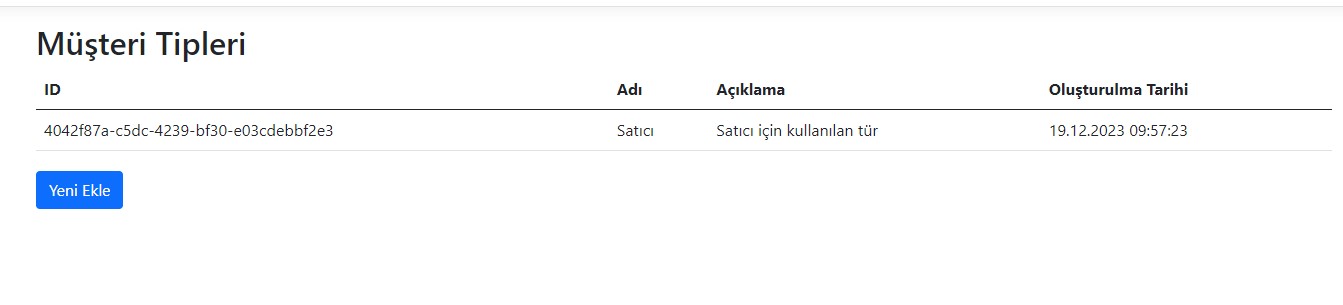 Müşteri Tipleri
ID Adı Açıklama Oluşturulma Tarihi
4042f87a-c5dc-4239-bf30-e03cdebbf2e3 Satıcı Satıcı için kullanılan tür 19.12.2023 09:57:23
Yeni Ekle